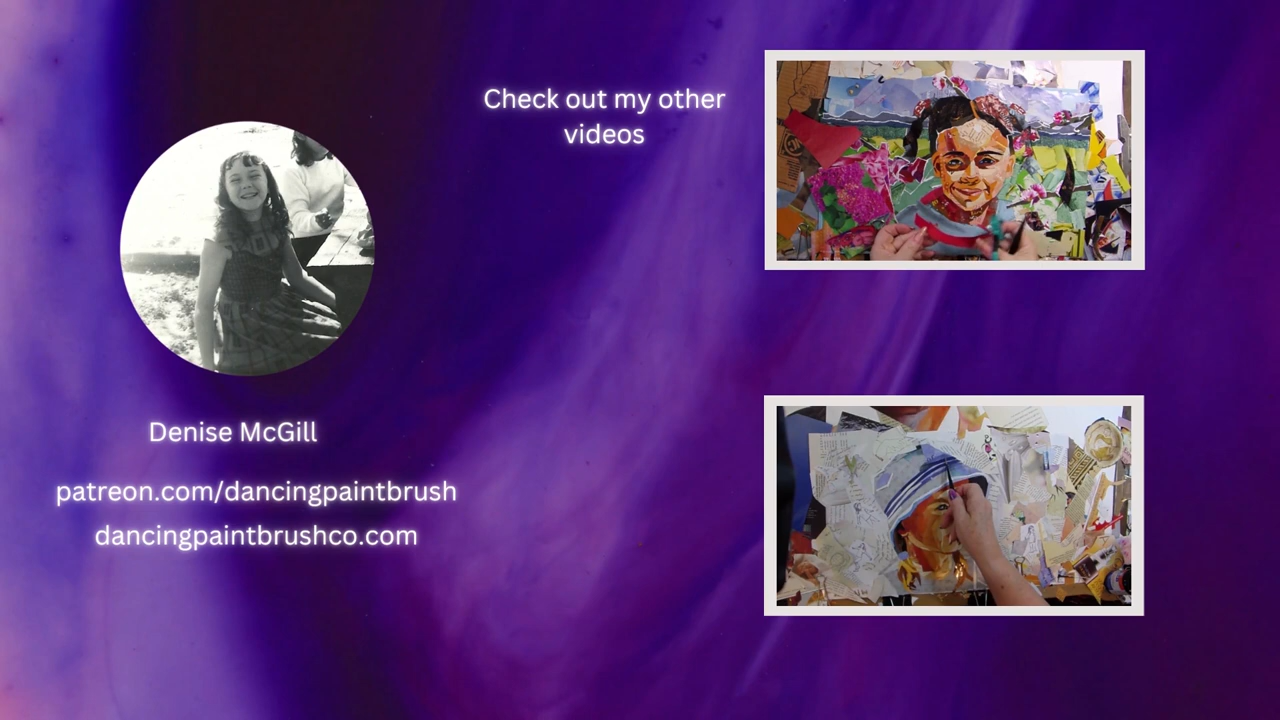 Check out my other
videos
Denise McGill
patreon.com/dancingpaintbrush
dancingpaintbrushco.com